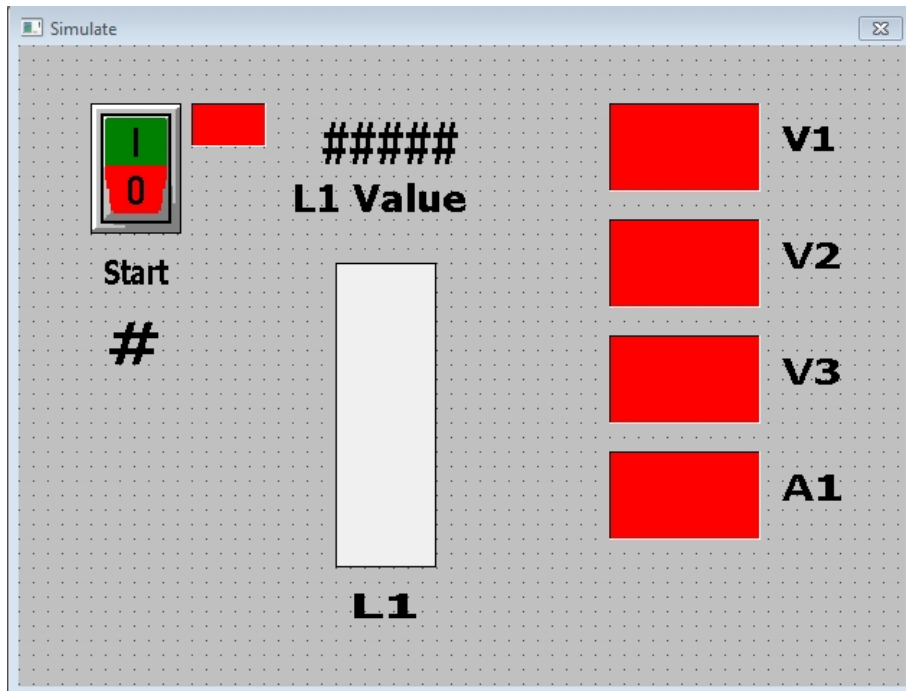 Simulate
I
0
Start
#
#####
L1 Value
L1
V1
V2
V3
A1